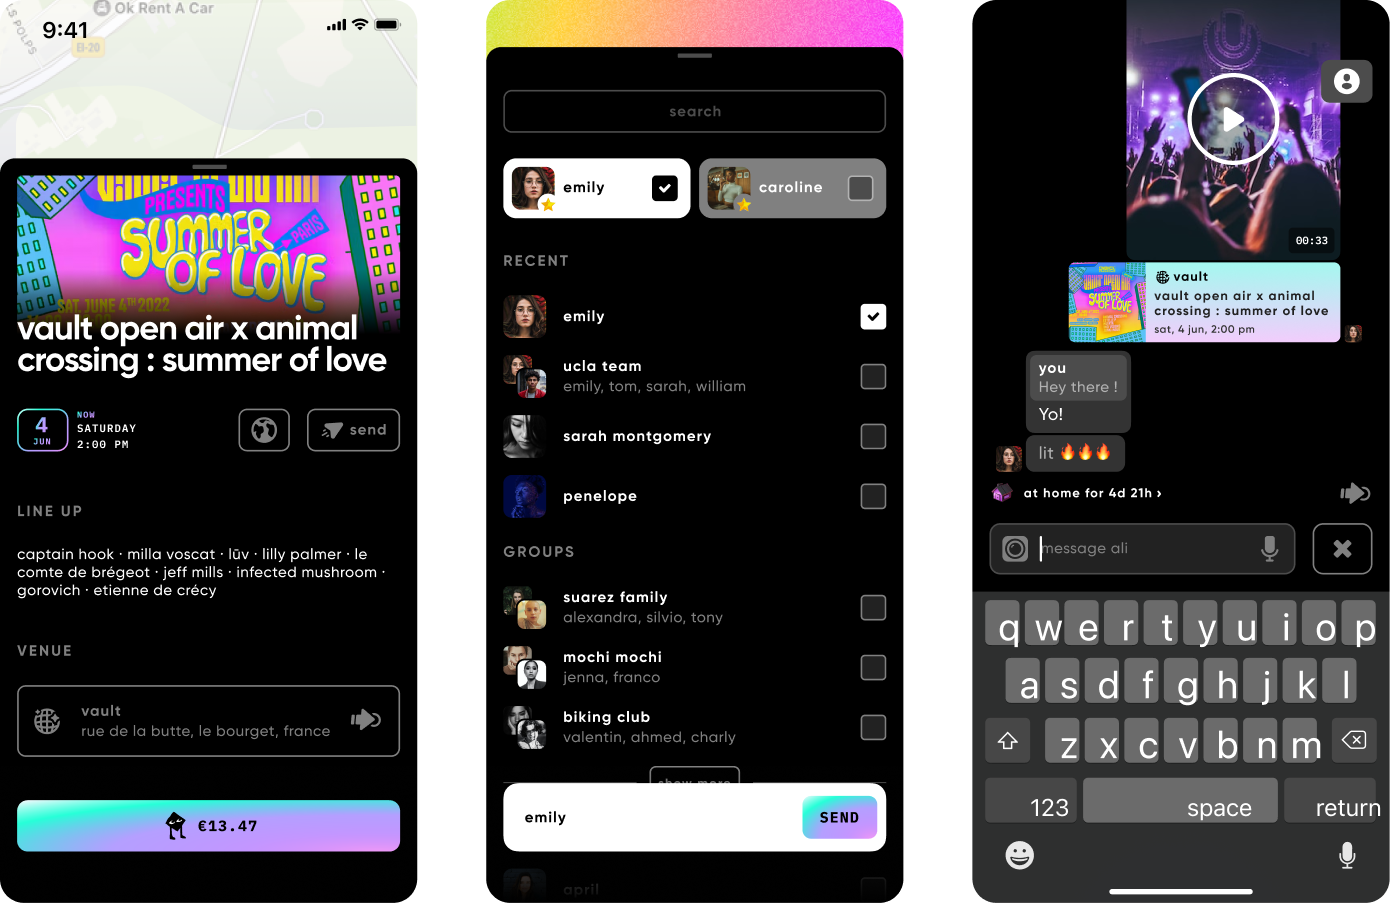 LS POLPS
Ok Rent A Car
9:41
B-20
PRESENTS
SUMMER
OF LOVE
PARIS
SAT. JUNE 4TH 2022
vault open air x animal
crossing : summer of love
4
JUN
NOW
SATURDAY
2:00 PM
send
LINE UP
captain hook · milla voscat · lūv · lilly palmer · le
comte de brégeot · jeff mills · infected mushroom ·
gorovich · etienne de crécy
VENUE
vault
rue de la butte, le bourget, france
€13.47
search
emily
caroline
RECENT
emily
ucla team
emily, tom, sarah, william
sarah montgomery
penelope
GROUPS
suarez family
alexandra, silvio, tony
mochi mochi
jenna, franco
biking club
valentin, ahmed, charly
show more
emily
SEND
april
00:33
SUMMER
OF LOVE
vault
vault open air x animal
crossing : summer of love
sat, 4 jun, 2:00 pm
you
Hey there !
Yo!
lit 🔥🔥🔥
at home for 4d 21h ›
message ali
q w e r t y u i o p
a s d f g h j k l
z x c v b n m
123 space return